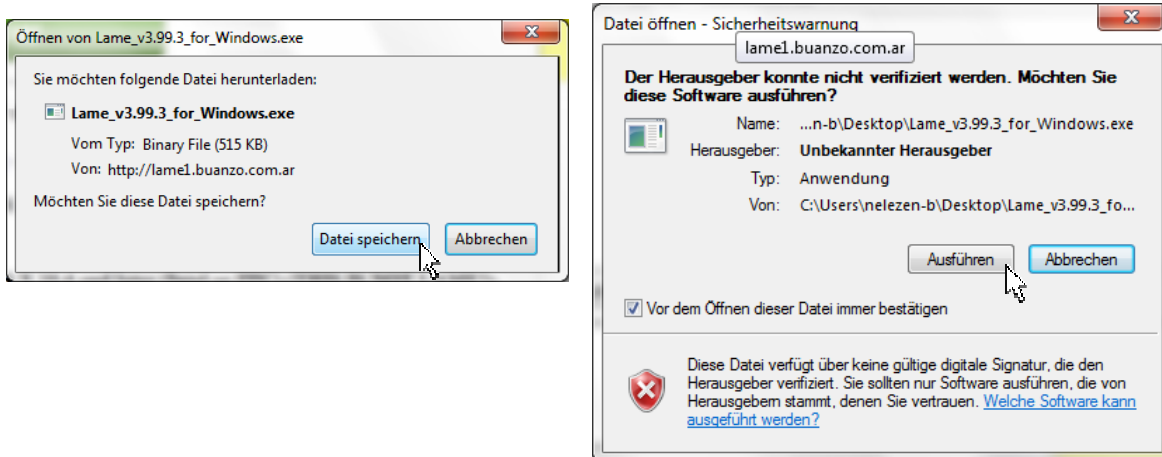 Öffnen von Lame_v3.99.3_for_Windows.exe
Sie möchten folgende Datei herunterladen:
Lame_v3.99.3_for_Windows.exe
Vom Typ: Binary File (515 KB)
Von: http://lame1.buanzo.com.ar
Möchten Sie diese Datei speichern?
Datei speichern
Abbrechen
Datei öffnen - Sicherheitswarnung
lame1.buanzo.com.ar
Der Herausgeber konnte nicht verifiziert werden. Möchten Sie
diese Software ausführen?
Name: ...n-b\Desktop\Lame_v3.99.3_for_Windows.exe
Herausgeber: Unbekannter Herausgeber
Typ: Anwendung
Von: C:\Users\nelezen-b\Desktop\Lame_v3.99.3_fo...
Ausführen
Abbrechen
Vor dem Öffnen dieser Datei immer bestätigen
Diese Datei verfügt über keine gültige digitale Signatur, die den
Herausgeber verifiziert. Sie sollten nur Software ausführen, die von
Herausgebern stammt, denen Sie vertrauen. Welche Software kann
ausgeführt werden?